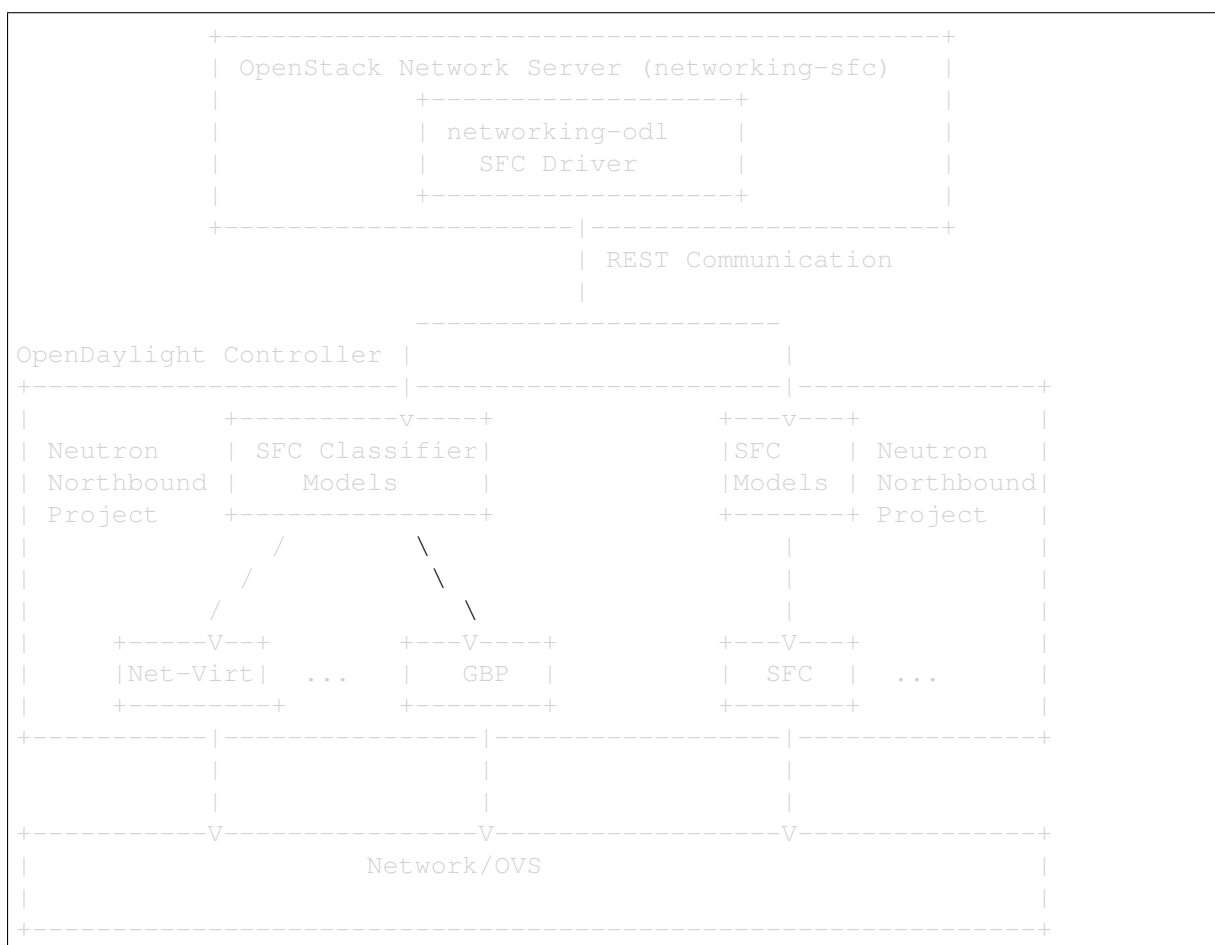 +---------------------------------------------+
| OpenStack Network Server (networking-sfc) |
| +-------------------+ |
| | networking-odl | |
| | SFC Driver | |
| +-------------------+ |
+----------------------|----------------------+
| REST Communication
|
-----------------------
OpenDaylight Controller | |
+-----------------------|-----------------------|---------------+
| +----------v----+ +---v---+ |
| Neutron | SFC Classifier| |SFC | Neutron |
| Northbound | Models | |Models | Northbound|
| Project +---------------+ +-------+ Project |
| / \ | |
| / \ | |
| / \ | |
| +-----V--+ +---V----+ +---V---+ |
| |Net-Virt| ... | GBP | | SFC | ... |
| +---------+ +--------+ +-------+ |
+-----------|----------------|------------------|---------------+
| | |
| | |
+-----------V----------------V------------------V---------------+
| Network/OVS |
| |
+---------------------------------------------------------------+